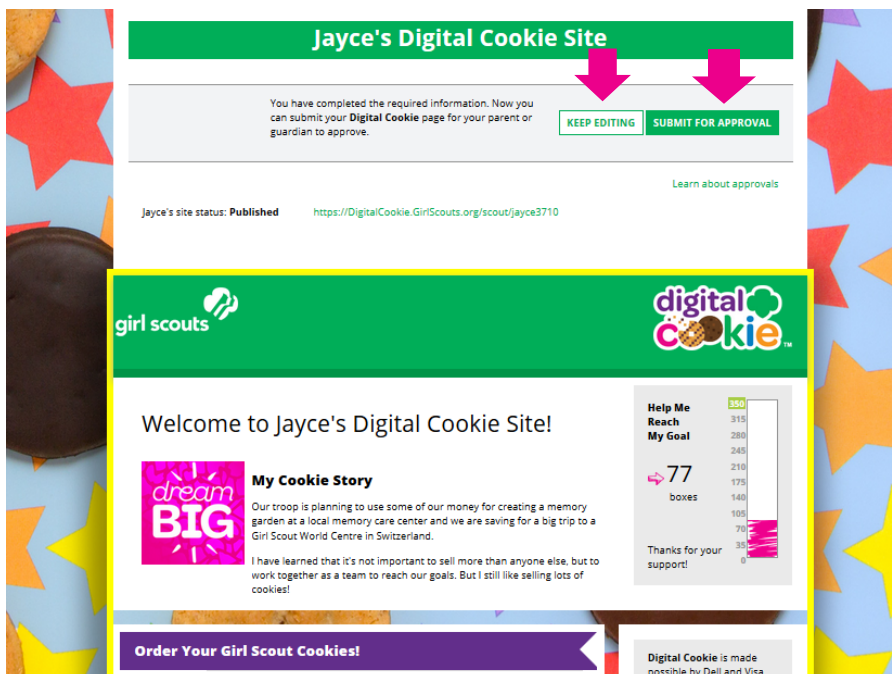 Jayce's Digital Cookie Site
You have completed the required information. Now you
can submit your Digital Cookie page for your parent or
guardian to approve.
KEEP EDITING
SUBMIT FOR APPROVAL
Learn about approvals
Jayce's site status: Published
https://DigitalCookie.GirlScouts.org/scout/jayce3710
girl scouts
digital
cookie TM
Welcome to Jayce's Digital Cookie Site!
dream
BIG
My Cookie Story
Our troop is planning to use some of our money for creating a memory
garden at a local memory care center and we are saving for a big trip to a
Girl Scout World Centre in Switzerland.
I have learned that it's not important to sell more than anyone else, but to
work together as a team to reach our goals. But I still like selling lots of
cookies!
Help Me
Reach
My Goal
77
boxes
Thanks for your
support!
350
315
280
245
210
175
140
105
70
35
0
Order Your Girl Scout Cookies!
Digital Cookie is made
possible by Dell and Visa